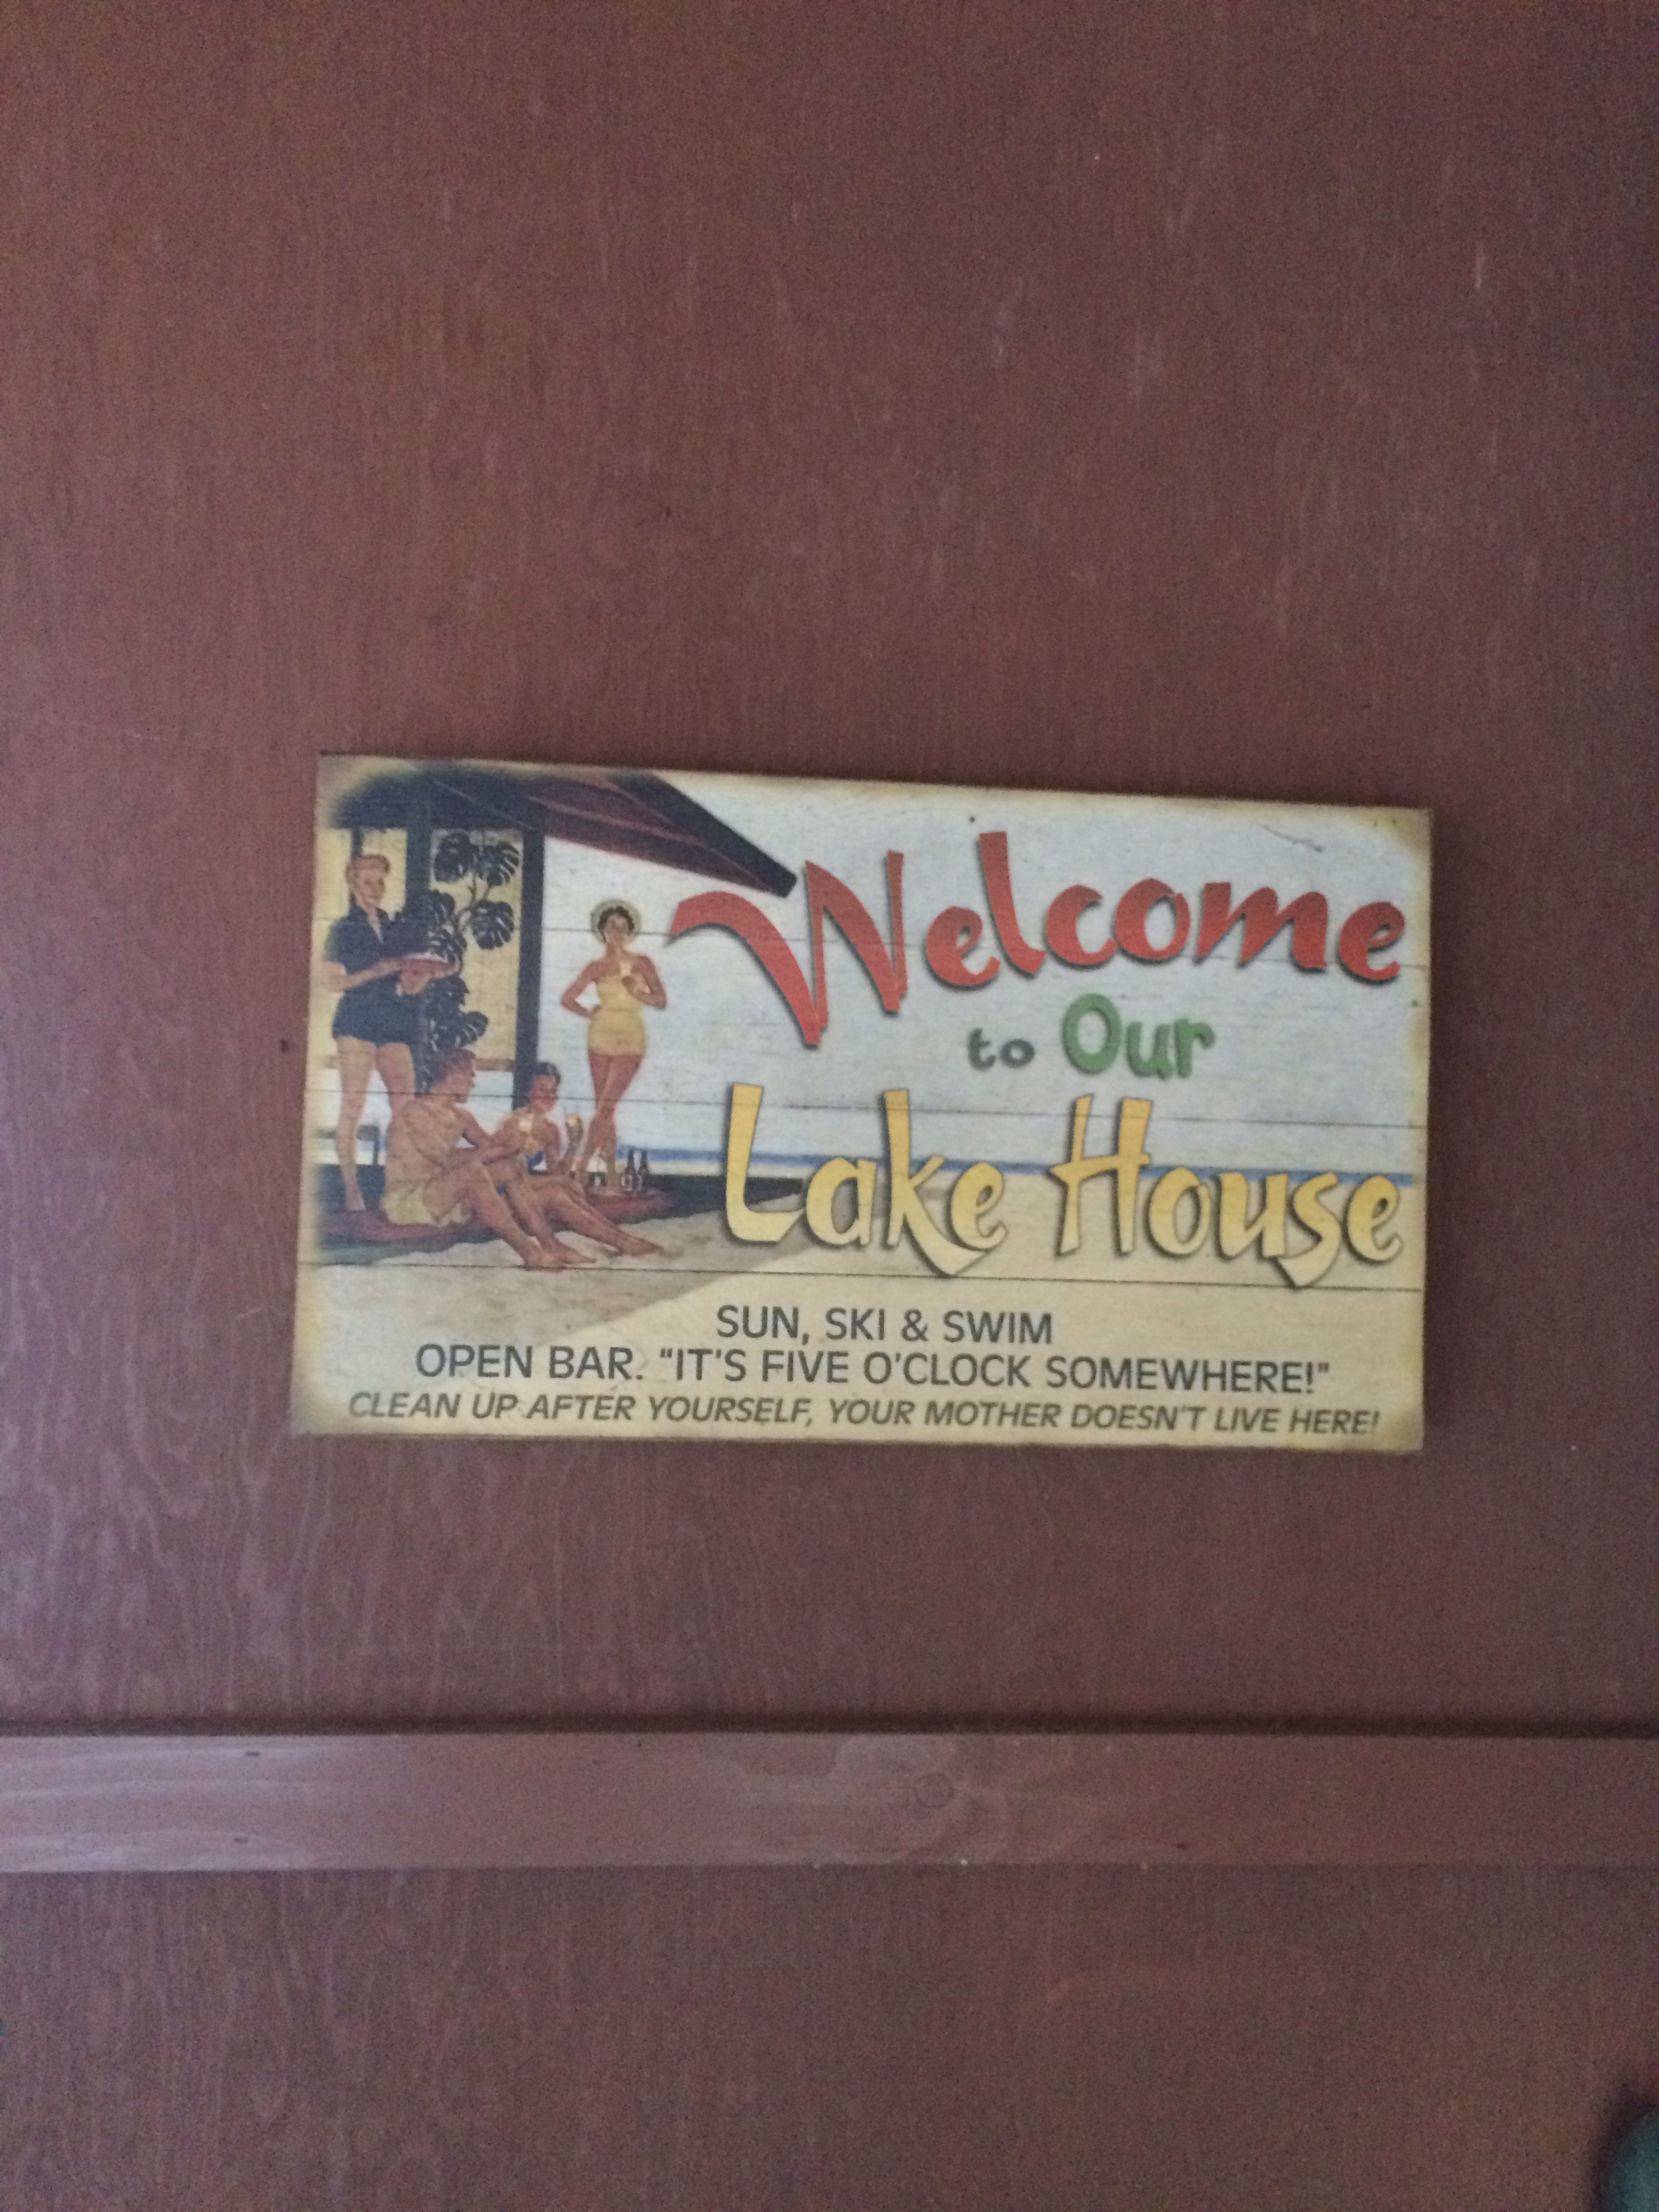 Welcome
to Our
Lake House
SUN, SKI & SWIM
OPEN BAR. "IT'S FIVE O'CLOCK SOMEWHERE!"
CLEAN UP AFTER YOURSELF, YOUR MOTHER DOESN'T LIVE HERE!